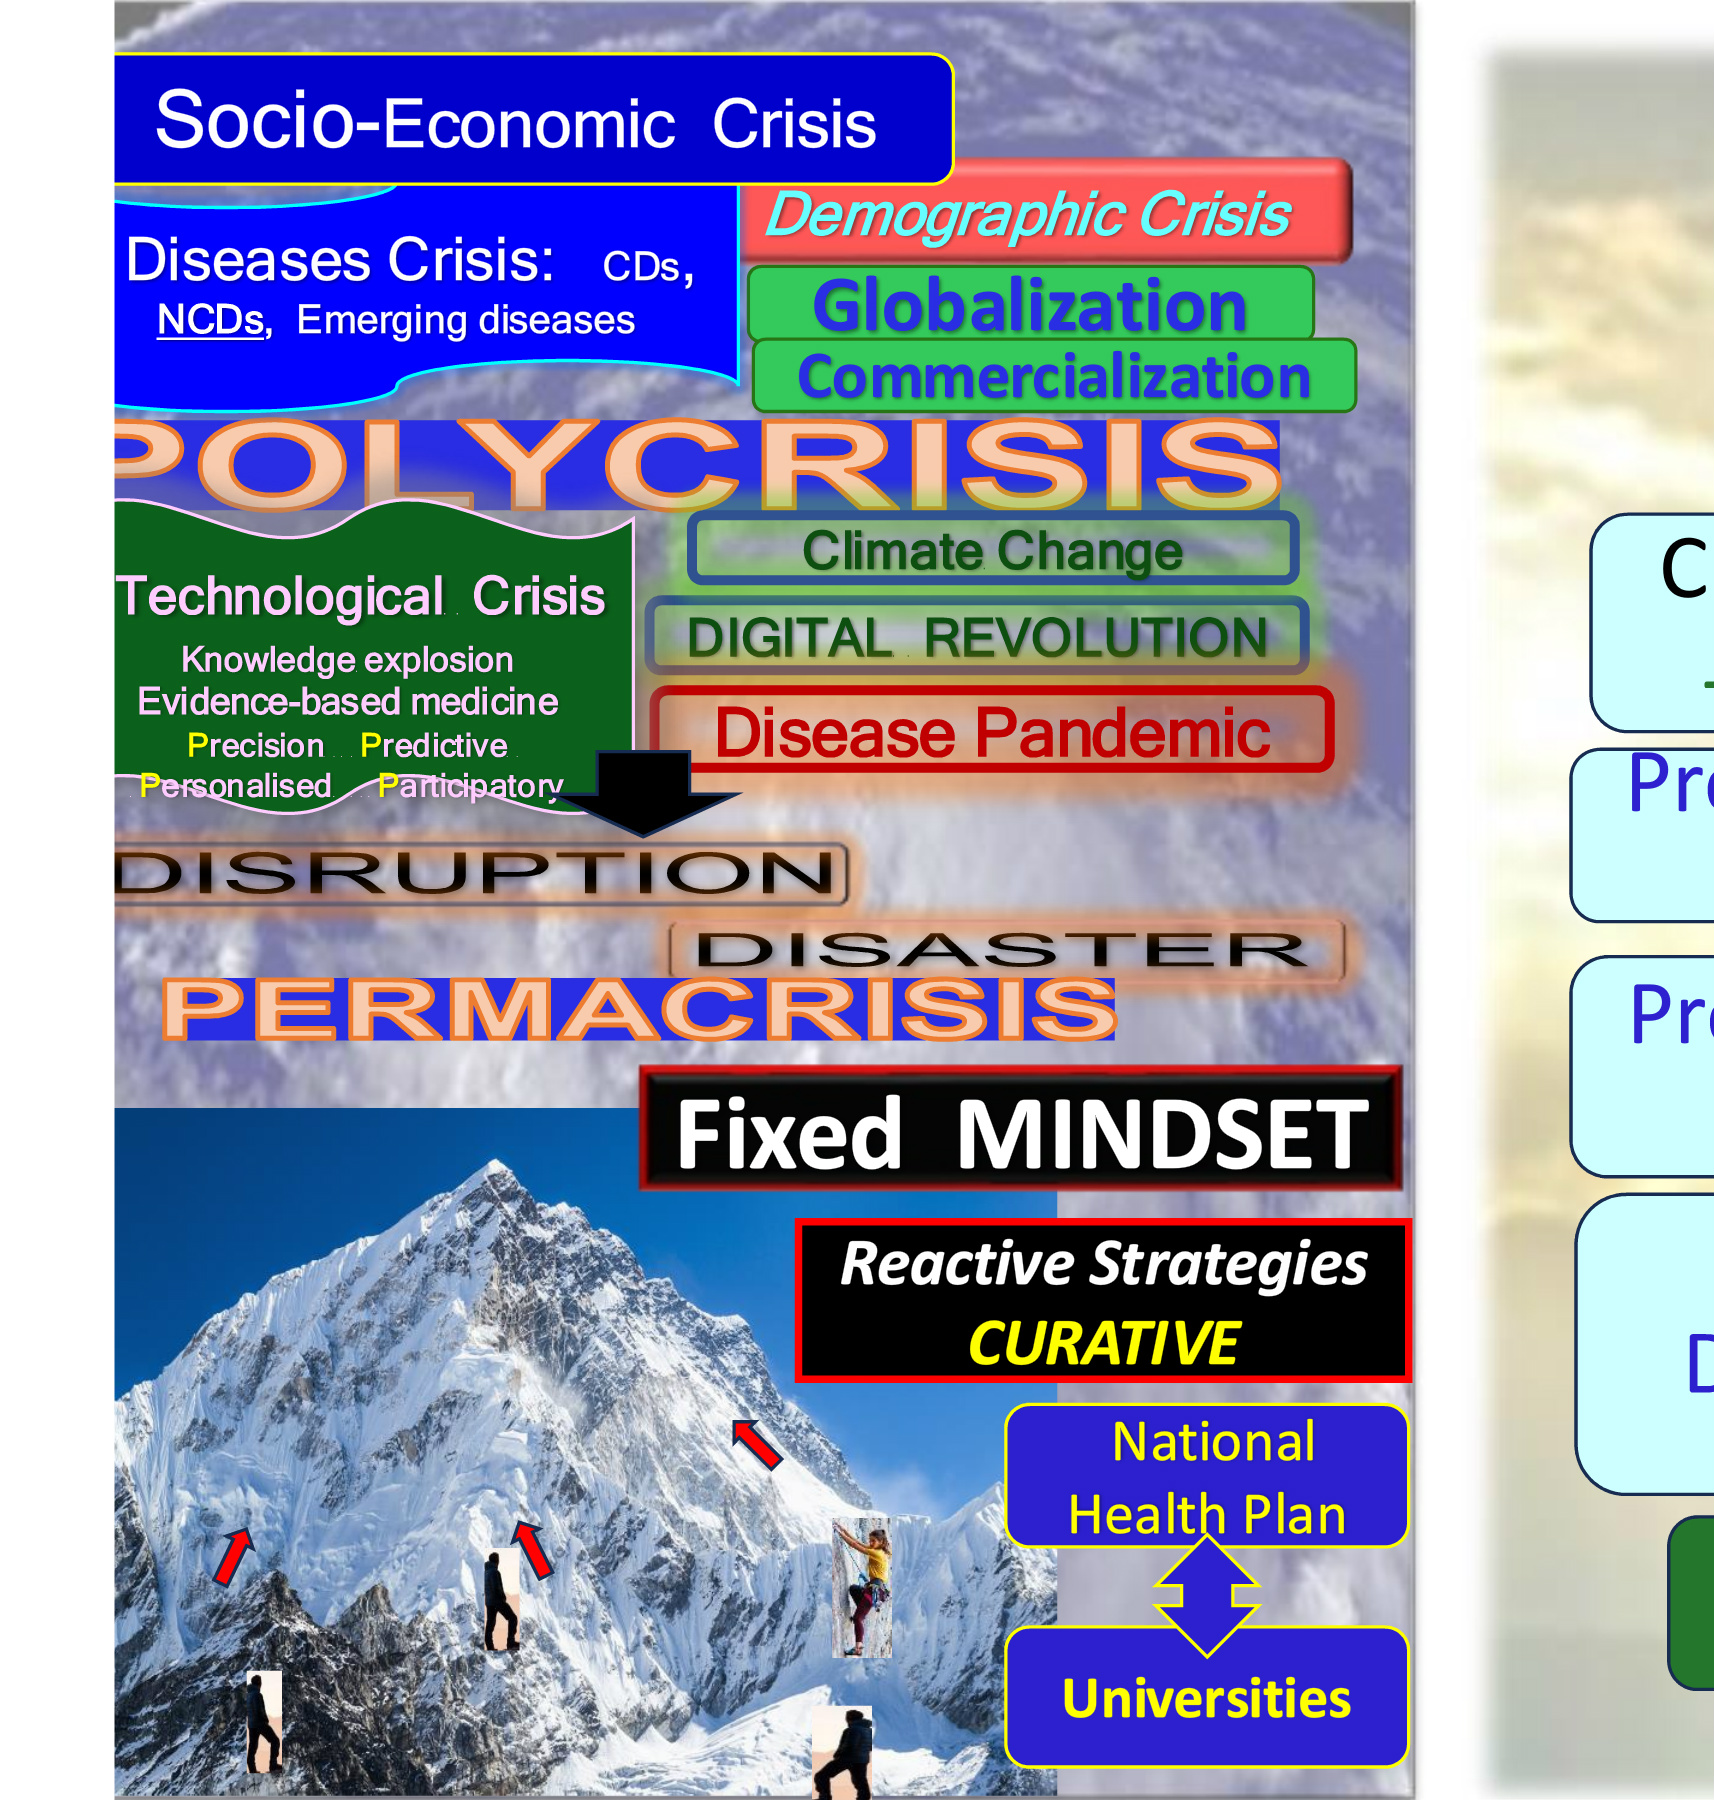 Socio-Economic Crisis
Demographic Crisis
Diseases Crisis: CDs,
NCDs, Emerging diseases
Globalization
Commercialization
POLYCRISIS
Climate Change
Technological Crisis
Knowledge explosion
Evidence-based medicine
Precision Predictive
Personalised Participatory
DIGITAL REVOLUTION
Disease Pandemic
DISRUPTION
DISASTER
PERMACRISIS
Fixed MINDSET
Reactive Strategies
CURATIVE
National
Health Plan
Universities